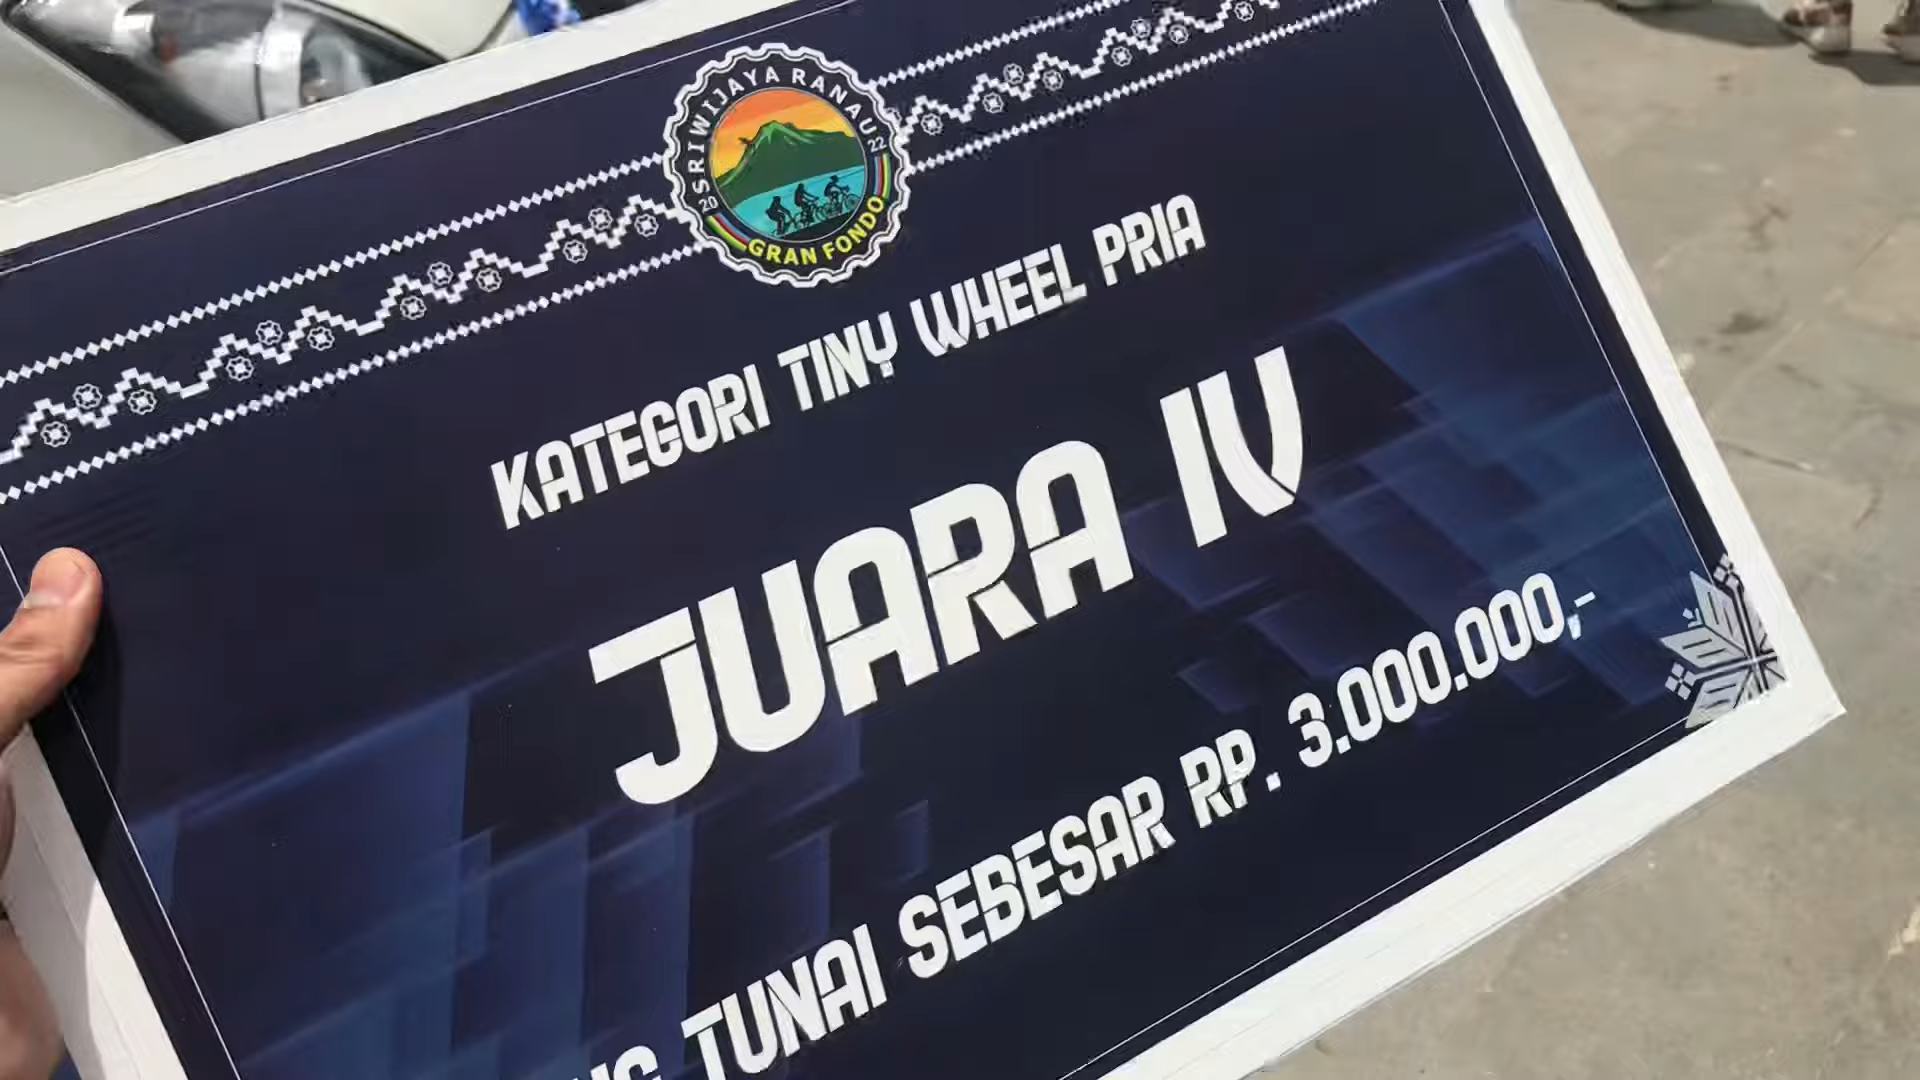 SRIWIJAYA RANAU
20 22
GRAN FONDO
KATEGORI TINY WHEEL PRIA
JUARA IV
TUNAI SEBESAR RP. 3.000.000,-